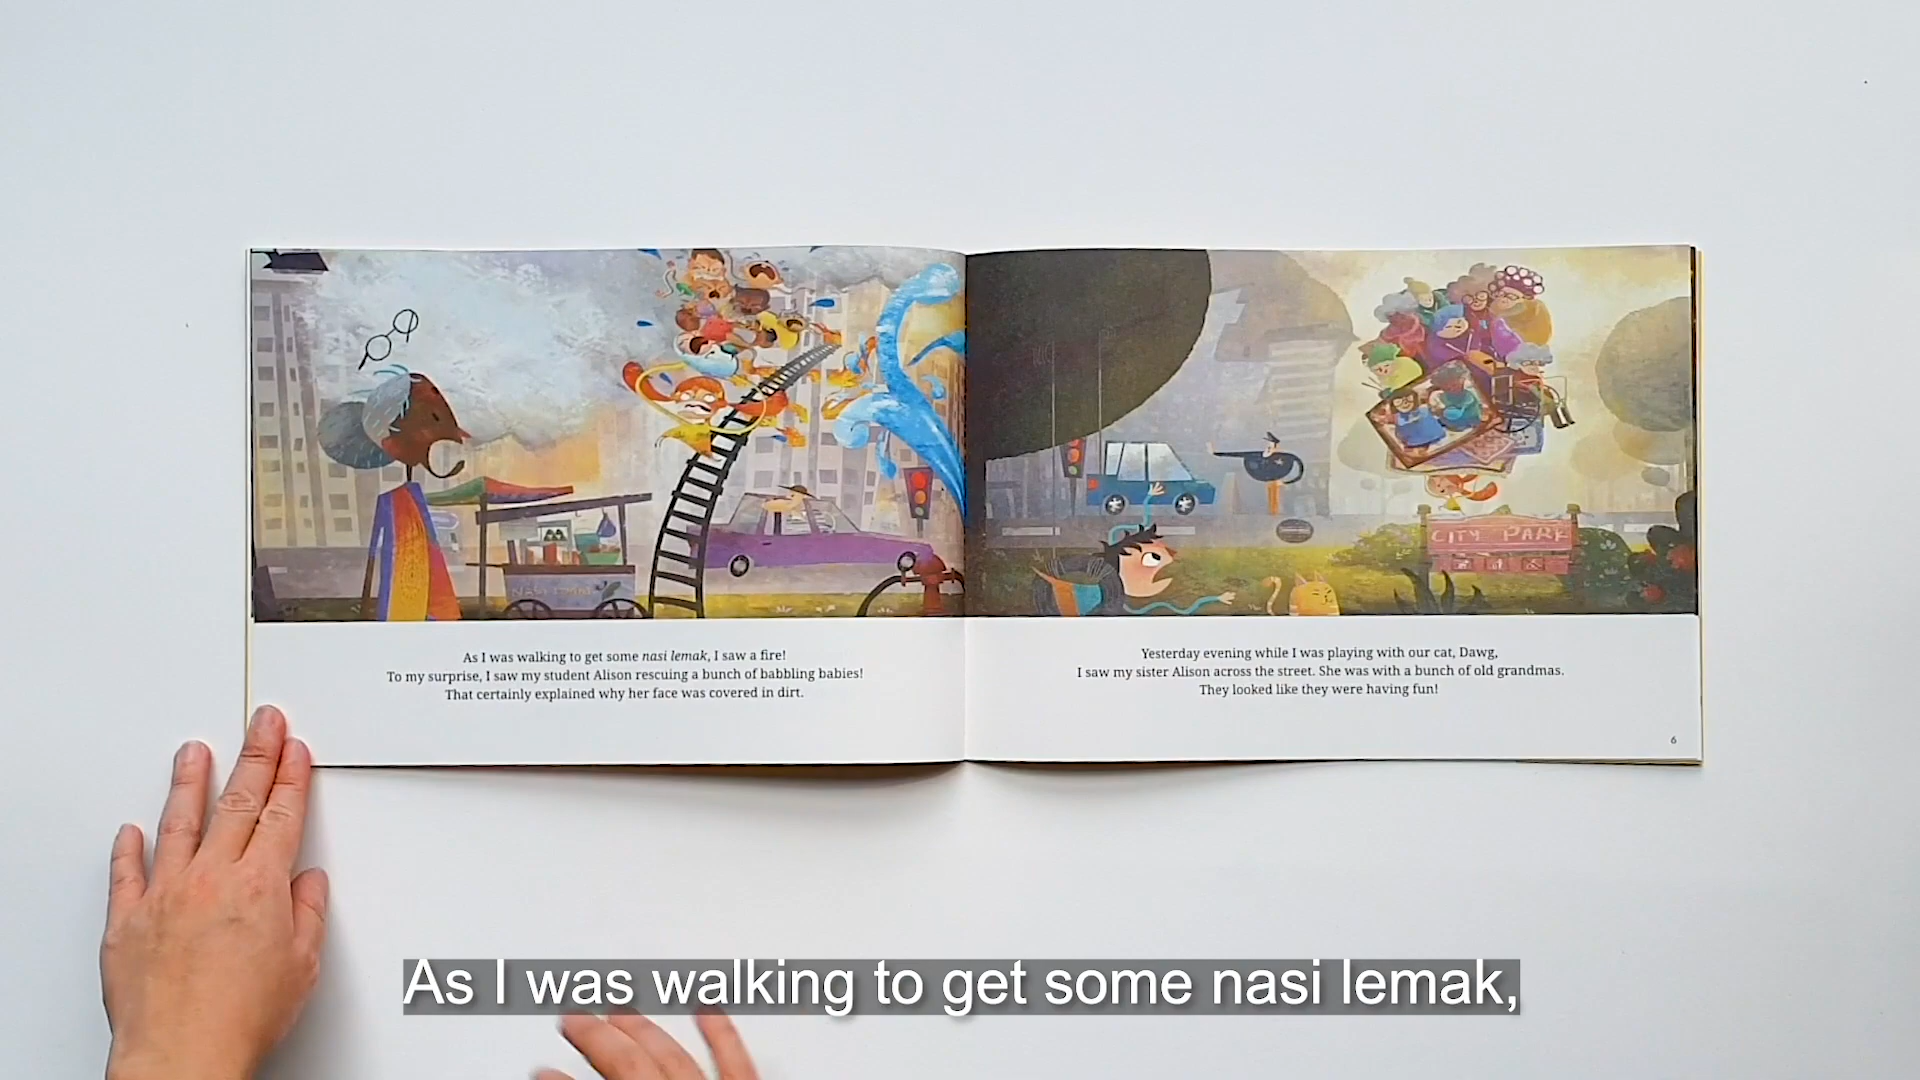 NASI LEMAK
As I was walking to get some nasi lemak, I saw a fire!
To my surprise, I saw my student Alison rescuing a bunch of babbling babies!
That certainly explained why her face was covered in dirt.
CITY PARK
Yesterday evening while I was playing with our cat, Dawg,
I saw my sister Alison across the street. She was with a bunch of old grandmas.
They looked like they were having fun!
6
As I was walking to get some nasi lemak,